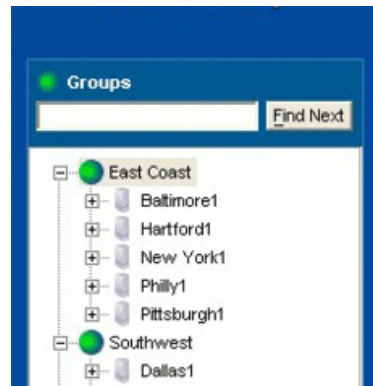 Groups
Find Next
East Coast
Baltimore1
Hartford1
New York1
Philly1
Pittsburgh1
Southwest
Dallas1